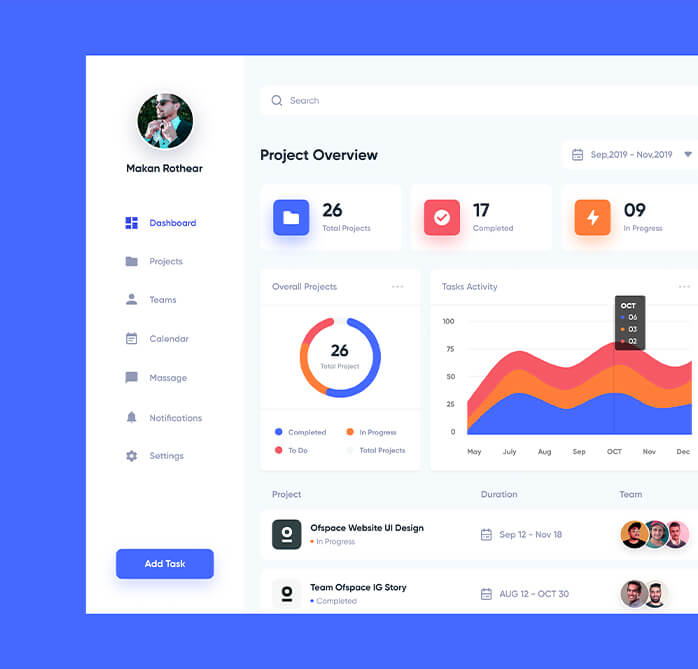 Makan Rothear
Dashboard
Projects
Teams
Calendar
Massage
Notifications
Settings
Add Task
Search
Project Overview
Sep,2019 - Nov,2019
26
Total Projects
17
Completed
09
In Progress
Overall Projects
26
Total Project
Completed
In Progress
To Do
Total Projects
Tasks Activity
100
75
50
25
0
OCT
06
03
02
May July Aug Sep OCT Nov Dec
Project Duration Team
Ofspace Website UI Design
In Progress
Sep 12 - Nov 18
Team Ofspace IG Story
Completed
AUG 12 - OCT 30